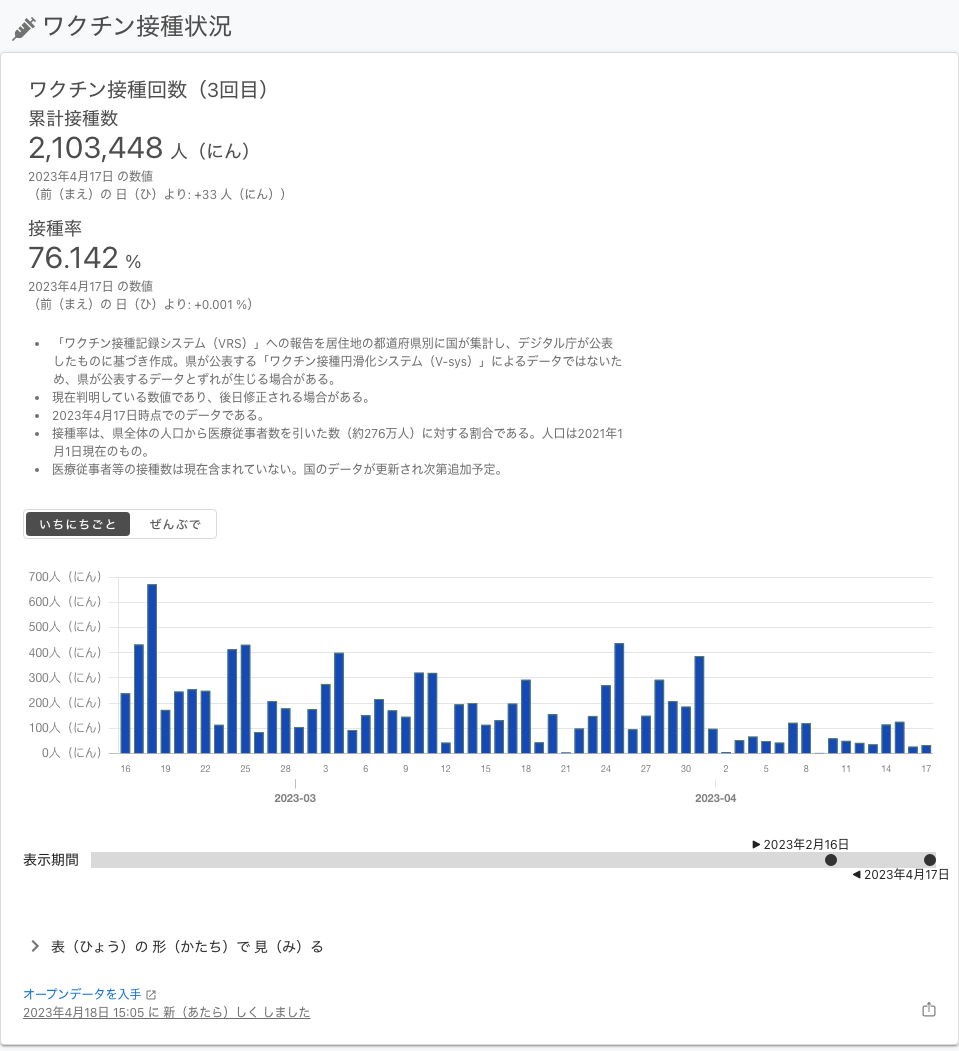 ワクチン接種状況
ワクチン接種回数（3回目）
累計接種数
2,103,448 人（にん）
2023年4月17日 の数値
（前（まえ）の 日（ひ）より: +33 人（にん））
接種率
76.142 %
2023年4月17日 の数値
（前（まえ）の 日（ひ）より: +0.001 %）
• 「ワクチン接種記録システム（VRS）」への報告を居住地の都道府県別に国が集計し、デジタル庁が公表
したものに基づき作成。県が公表する「ワクチン接種円滑化システム（V-sys）」によるデータではないた
め、県が公表するデータとずれが生じる場合がある。
• 現在判明している数値であり、後日修正される場合がある。
• 2023年4月17日時点でのデータである。
• 接種率は、県全体の人口から医療従事者数を引いた数（約276万人）に対する割合である。人口は2021年1
月1日現在のもの。
• 医療従事者等の接種数は現在含まれていない。国のデータが更新され次第追加予定。
いちにちごと ぜんぶで
700人（にん）
600人（にん）
500人（にん）
400人（にん）
300人（にん）
200人（にん）
100人（にん）
0人（にん）
16 19 22 25 28 3 6 9 12 15 18 21 24 27 30 2 5 8 11 14 17
2023-03 2023-04
▶ 2023年2月16日
表示期間
◀ 2023年4月17日
表（ひょう）の 形（かたち）で 見（み）る
オープンデータを入手
2023年4月18日 15:05 に 新（あたら）しく しました